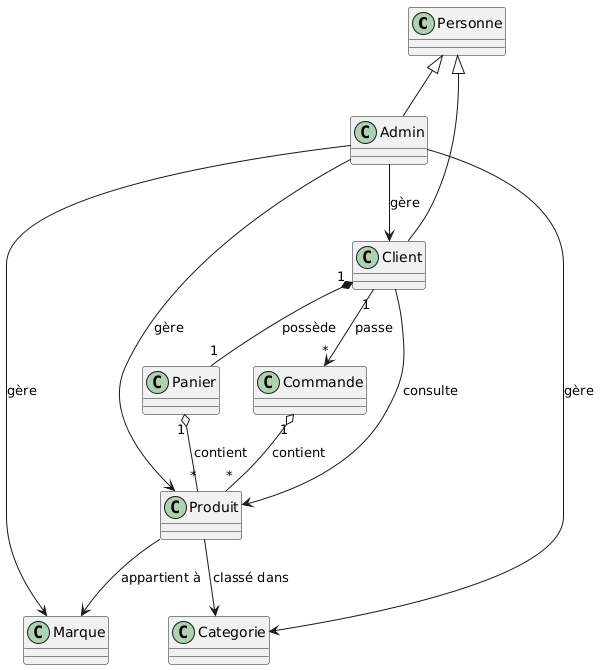 C Personne
C Admin
gère
C Client
1
1
gère
possède
passe
1
*
C Panier
C Commande
gère
consulte
gère
1
1
contient
contient
*
*
C Produit
appartient à
classé dans
C Marque
C Categorie